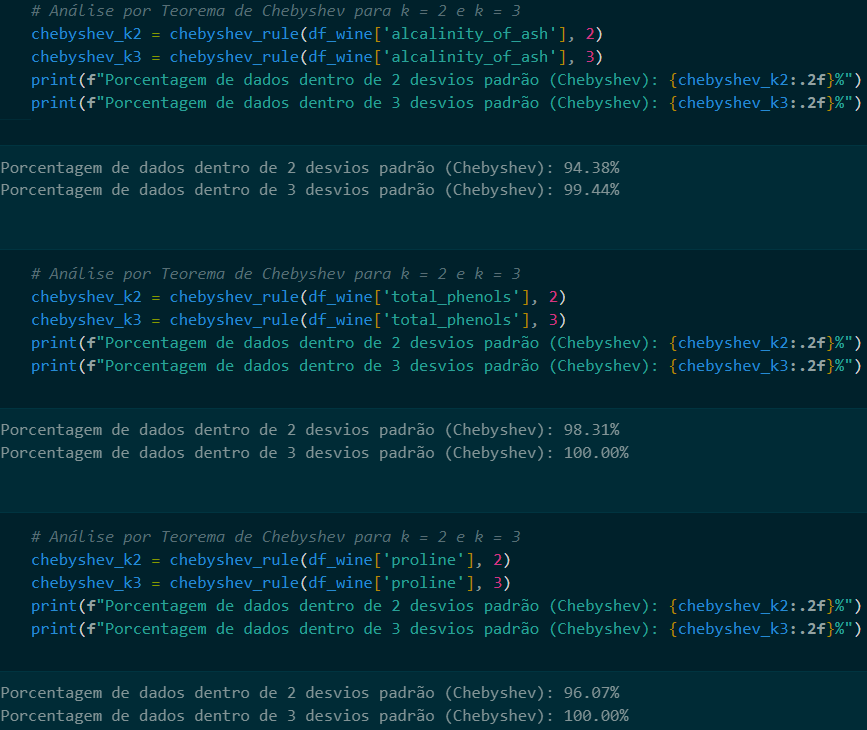 # Análise por Teorema de Chebyshev para k = 2 e k = 3
chebyshev_k2 = chebyshev_rule(df_wine['alcalinity_of_ash'], 2)
chebyshev_k3 = chebyshev_rule(df_wine['alcalinity_of_ash'], 3)
print(f"Porcentagem de dados dentro de 2 desvios padrão (Chebyshev): {chebyshev_k2:.2f}%")
print(f"Porcentagem de dados dentro de 3 desvios padrão (Chebyshev): {chebyshev_k3:.2f}%")
Porcentagem de dados dentro de 2 desvios padrão (Chebyshev): 94.38%
Porcentagem de dados dentro de 3 desvios padrão (Chebyshev): 99.44%
# Análise por Teorema de Chebyshev para k = 2 e k = 3
chebyshev_k2 = chebyshev_rule(df_wine['total_phenols'], 2)
chebyshev_k3 = chebyshev_rule(df_wine['total_phenols'], 3)
print(f"Porcentagem de dados dentro de 2 desvios padrão (Chebyshev): {chebyshev_k2:.2f}%")
print(f"Porcentagem de dados dentro de 3 desvios padrão (Chebyshev): {chebyshev_k3:.2f}%")
Porcentagem de dados dentro de 2 desvios padrão (Chebyshev): 98.31%
Porcentagem de dados dentro de 3 desvios padrão (Chebyshev): 100.00%
# Análise por Teorema de Chebyshev para k = 2 e k = 3
chebyshev_k2 = chebyshev_rule(df_wine['proline'], 2)
chebyshev_k3 = chebyshev_rule(df_wine['proline'], 3)
print(f"Porcentagem de dados dentro de 2 desvios padrão (Chebyshev): {chebyshev_k2:.2f}%")
print(f"Porcentagem de dados dentro de 3 desvios padrão (Chebyshev): {chebyshev_k3:.2f}%")
Porcentagem de dados dentro de 2 desvios padrão (Chebyshev): 96.07%
Porcentagem de dados dentro de 3 desvios padrão (Chebyshev): 100.00%